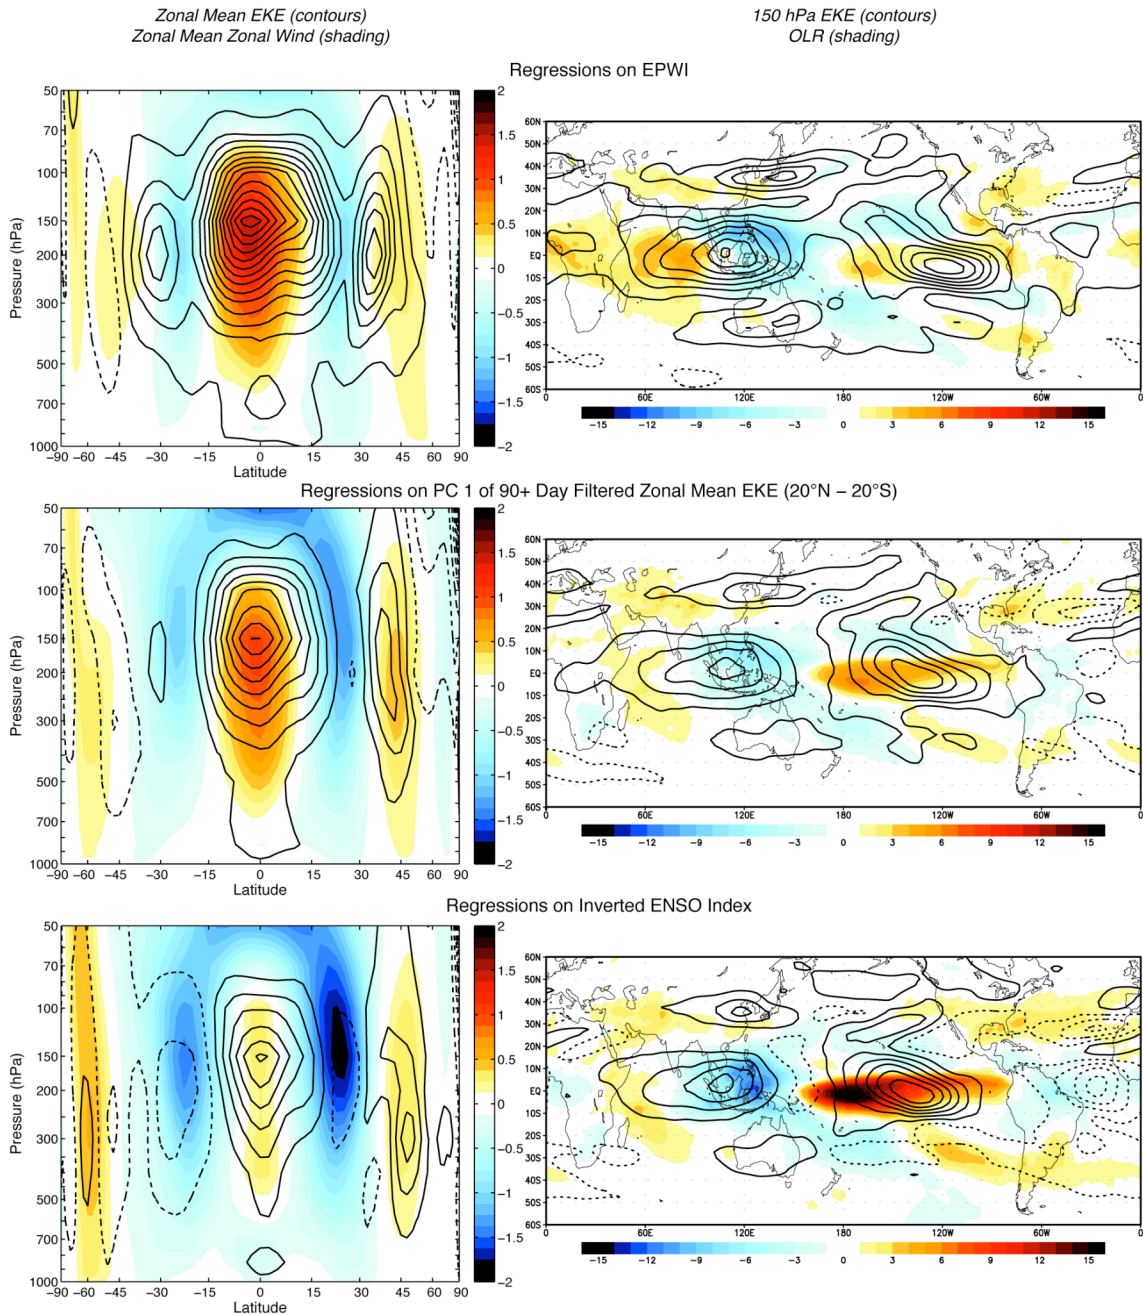 Zonal Mean EKE (contours)
Zonal Mean Zonal Wind (shading)
150 hPa EKE (contours)
OLR (shading)
Regressions on EPWI
Pressure (hPa)
50
70
100
150
200
300
500
700
1000
-90 -60 -45 -30 -15 0 15 30 45 60 90
Latitude
2
1.5
1
0.5
0
-0.5
-1
-1.5
-2
60N
50N
40N
30N
20N
10N
EQ
10S
20S
30S
40S
50S
60S
0 60E 120E 180 120W 60W 0
-15 -12 -9 -6 -3 0 3 6 9 12 15
Regressions on PC 1 of 90+ Day Filtered Zonal Mean EKE (20°N – 20°S)
Pressure (hPa)
50
70
100
150
200
300
500
700
1000
-90 -60 -45 -30 -15 0 15 30 45 60 90
Latitude
2
1.5
1
0.5
0
-0.5
-1
-1.5
-2
60N
50N
40N
30N
20N
10N
EQ
10S
20S
30S
40S
50S
60S
0 60E 120E 180 120W 60W 0
-15 -12 -9 -6 -3 0 3 6 9 12 15
Regressions on Inverted ENSO Index
Pressure (hPa)
50
70
100
150
200
300
500
700
1000
-90 -60 -45 -30 -15 0 15 30 45 60 90
Latitude
2
1.5
1
0.5
0
-0.5
-1
-1.5
-2
60N
50N
40N
30N
20N
10N
EQ
10S
20S
30S
40S
50S
60S
0 60E 120E 180 120W 60W 0
-15 -12 -9 -6 -3 0 3 6 9 12 15